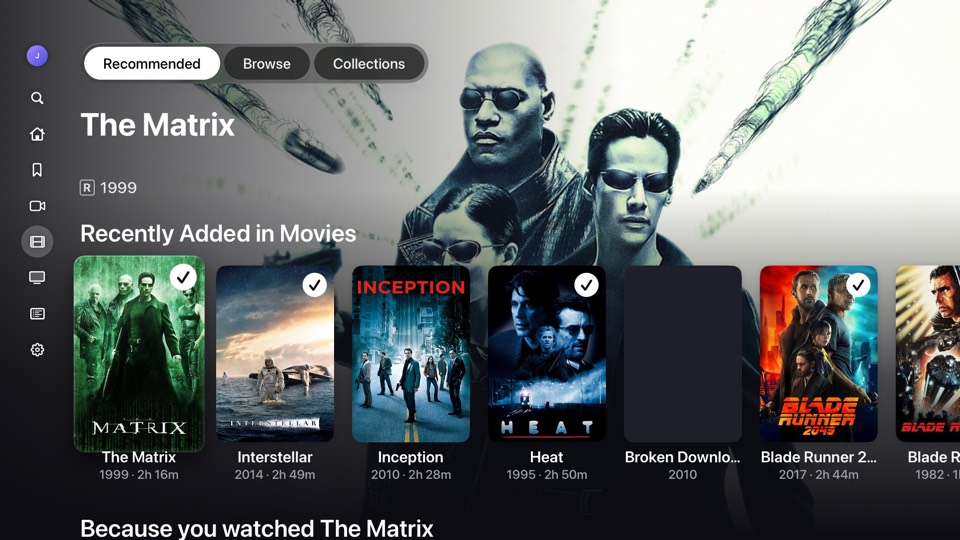 J
Recommended
Browse
Collections
The Matrix
R 1999
Recently Added in Movies
MATRIX
INTERSTELLAR
INCEPTION
HEAT
BLADE RUNNER 2049
BLADE R
The Matrix
1999 · 2h 16m
Interstellar
2014 · 2h 49m
Inception
2010 · 2h 28m
Heat
1995 · 2h 50m
Broken Downlo...
2010
Blade Runner 2...
2017 · 2h 44m
Blade R
1982 · 1
Because you watched The Matrix